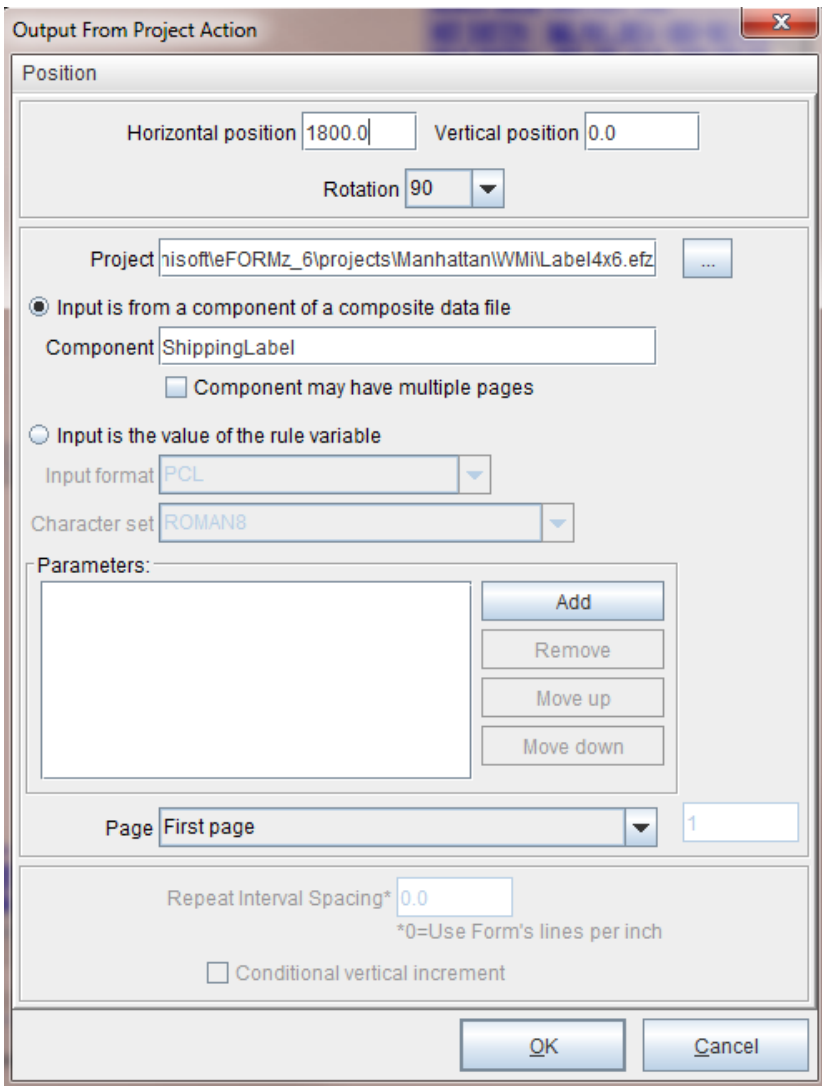 Output From Project Action
Position
Horizontal position 1800.0 Vertical position 0.0
Rotation 90
Project nisoft\eFORMz_6\projects\Manhattan\WMi\Label4x6.efz ...
Input is from a component of a composite data file
Component ShippingLabel
Component may have multiple pages
Input is the value of the rule variable
Input format PCL
Character set ROMAN8
Parameters:
Add
Remove
Move up
Move down
Page First page 1
Repeat Interval Spacing* 0.0
*0=Use Form's lines per inch
Conditional vertical increment
OK Cancel